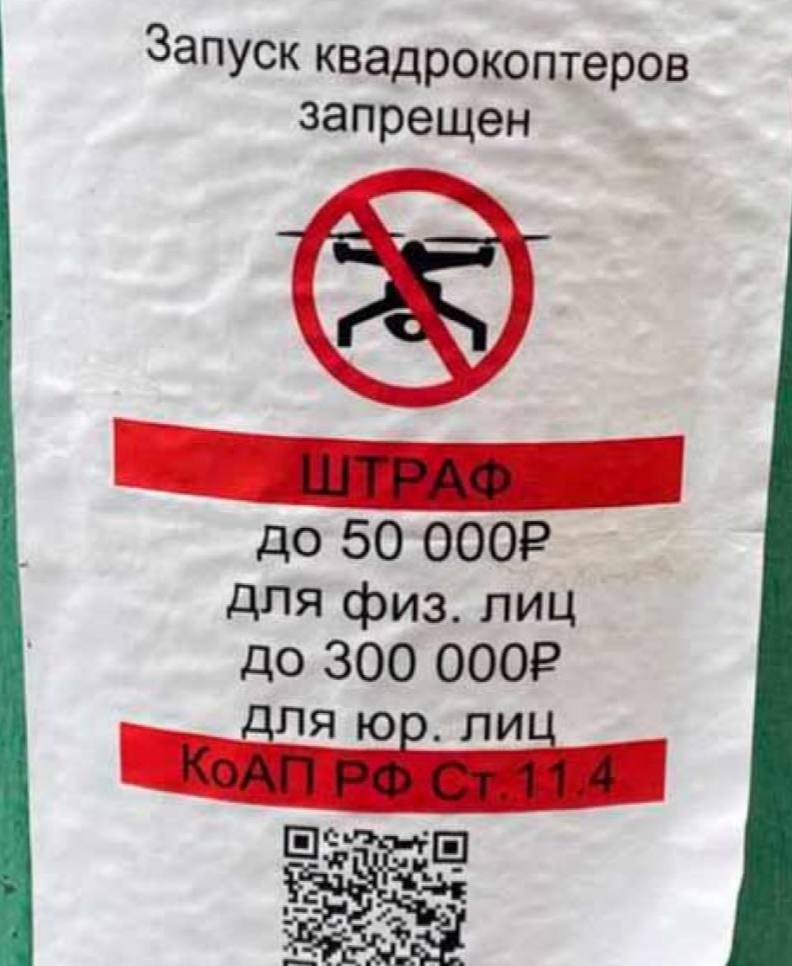 Запуск квадрокоптеров
запрещен
ШТРАФ
до 50 000₽
для физ. лиц
до 300 000₽
для юр. лиц
КоАП РФ Ст.11.4